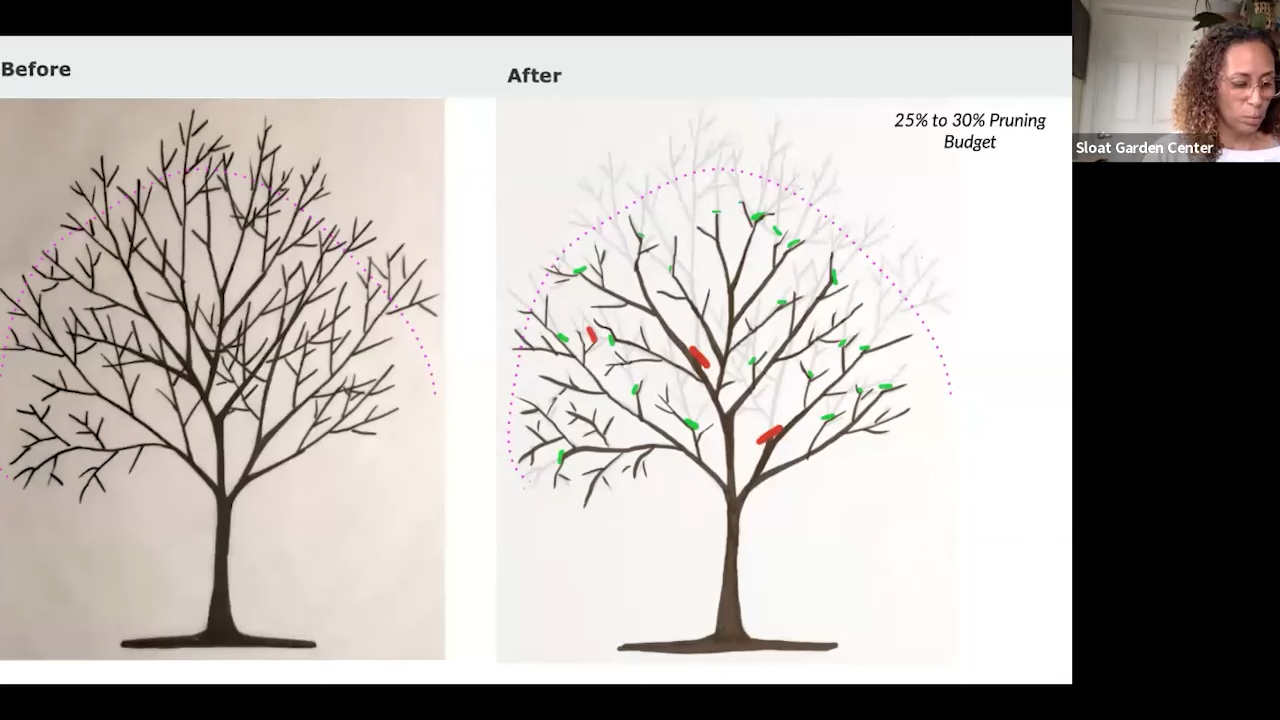 Before
After
25% to 30% Pruning
Budget
Sloat Garden Center